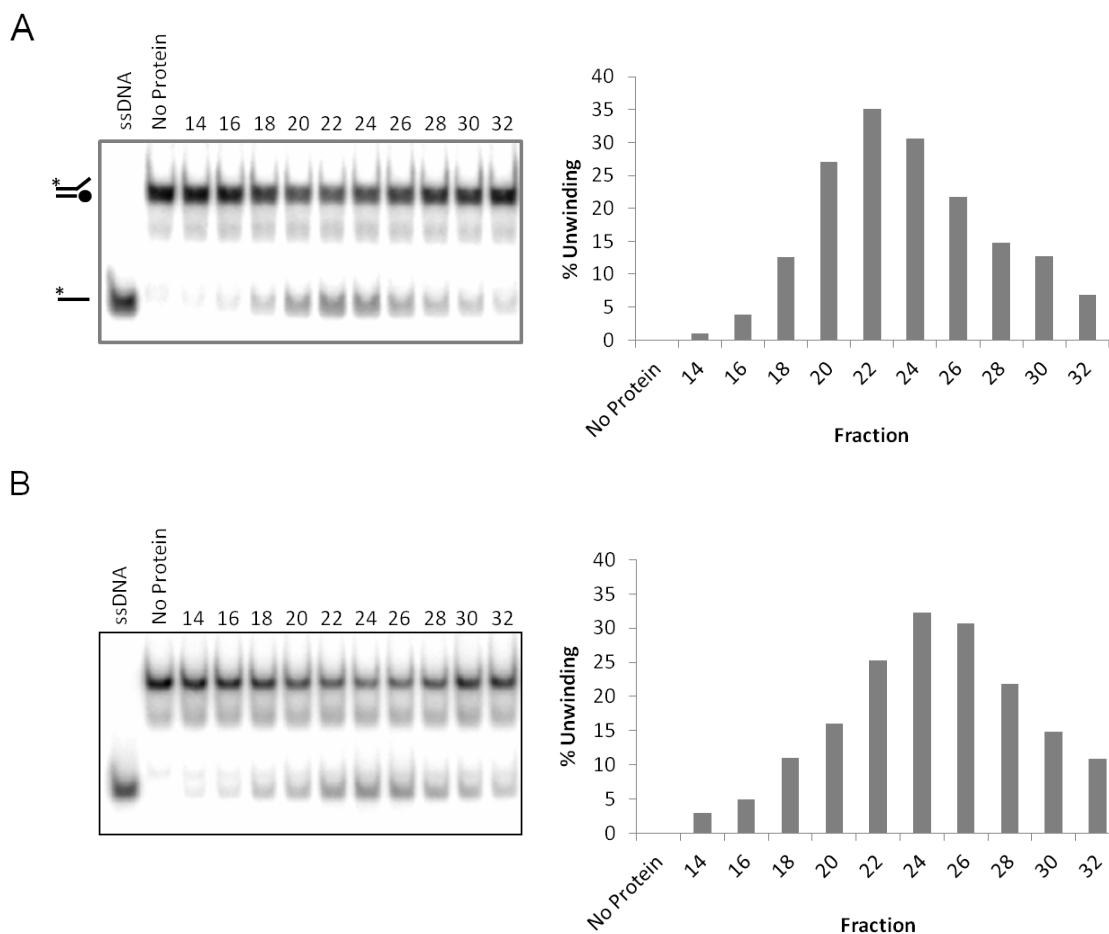 A
ssDNA
No Protein
14 16 18 20 22 24 26 28 30 32
*
*
% Unwinding
40
35
30
25
20
15
10
5
0
No Protein 14 16 18 20 22 24 26 28 30 32
Fraction
B
ssDNA
No Protein
14 16 18 20 22 24 26 28 30 32
% Unwinding
40
35
30
25
20
15
10
5
0
No Protein 14 16 18 20 22 24 26 28 30 32
Fraction